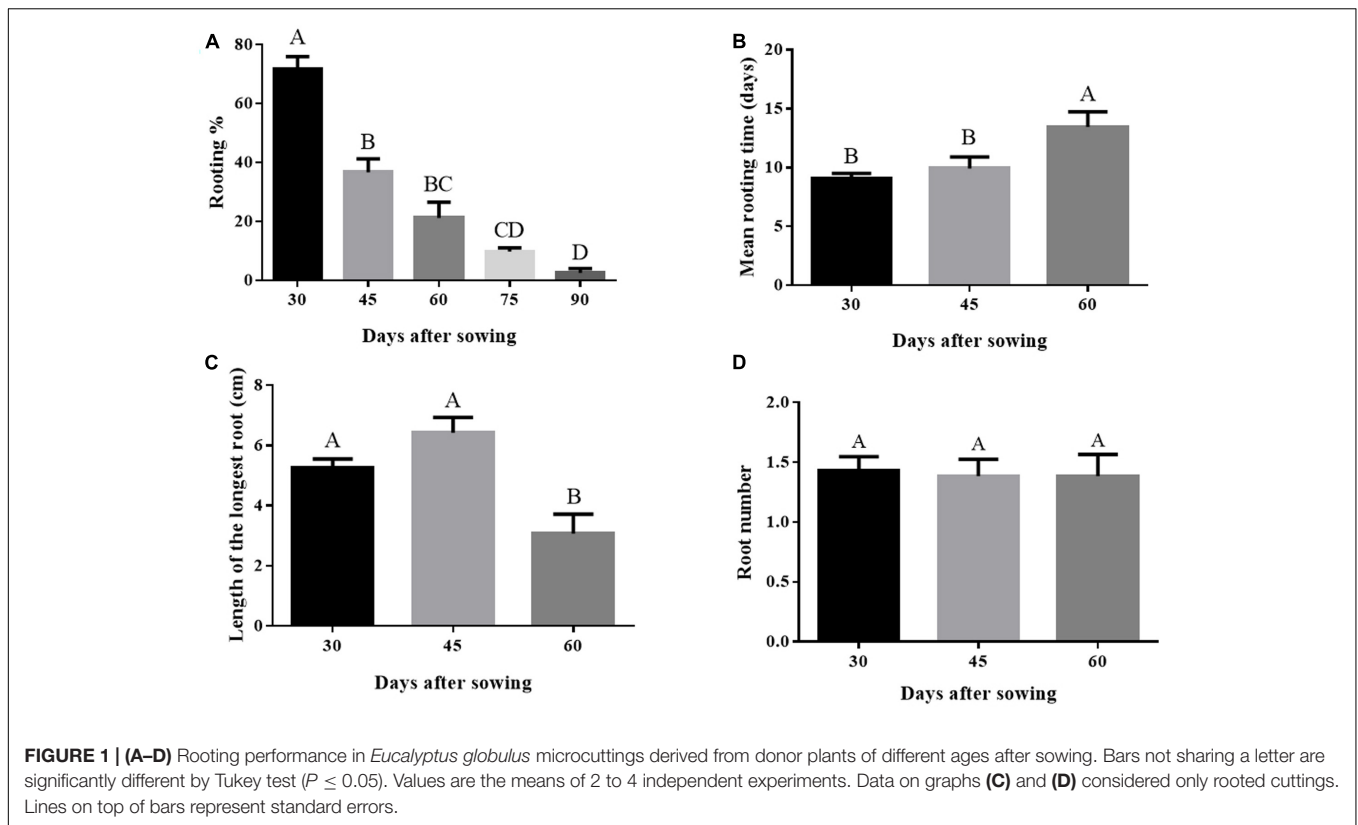 A
Rooting %
80
60
40
20
0
A
B
BC
CD
D
30 45 60 75 90
Days after sowing
B
Mean rooting time (days)
20
15
10
5
0
B
B
A
30 45 60
Days after sowing
C
Length of the longest root (cm)
8
6
4
2
0
A
A
B
30 45 60
Days after sowing
D
Root number
2.0
1.5
1.0
0.5
0.0
A
A
A
30 45 60
Days after sowing
FIGURE 1 | (A–D) Rooting performance in Eucalyptus globulus microcuttings derived from donor plants of different ages after sowing. Bars not sharing a letter are
significantly different by Tukey test (P ≤ 0.05). Values are the means of 2 to 4 independent experiments. Data on graphs (C) and (D) considered only rooted cuttings.
Lines on top of bars represent standard errors.